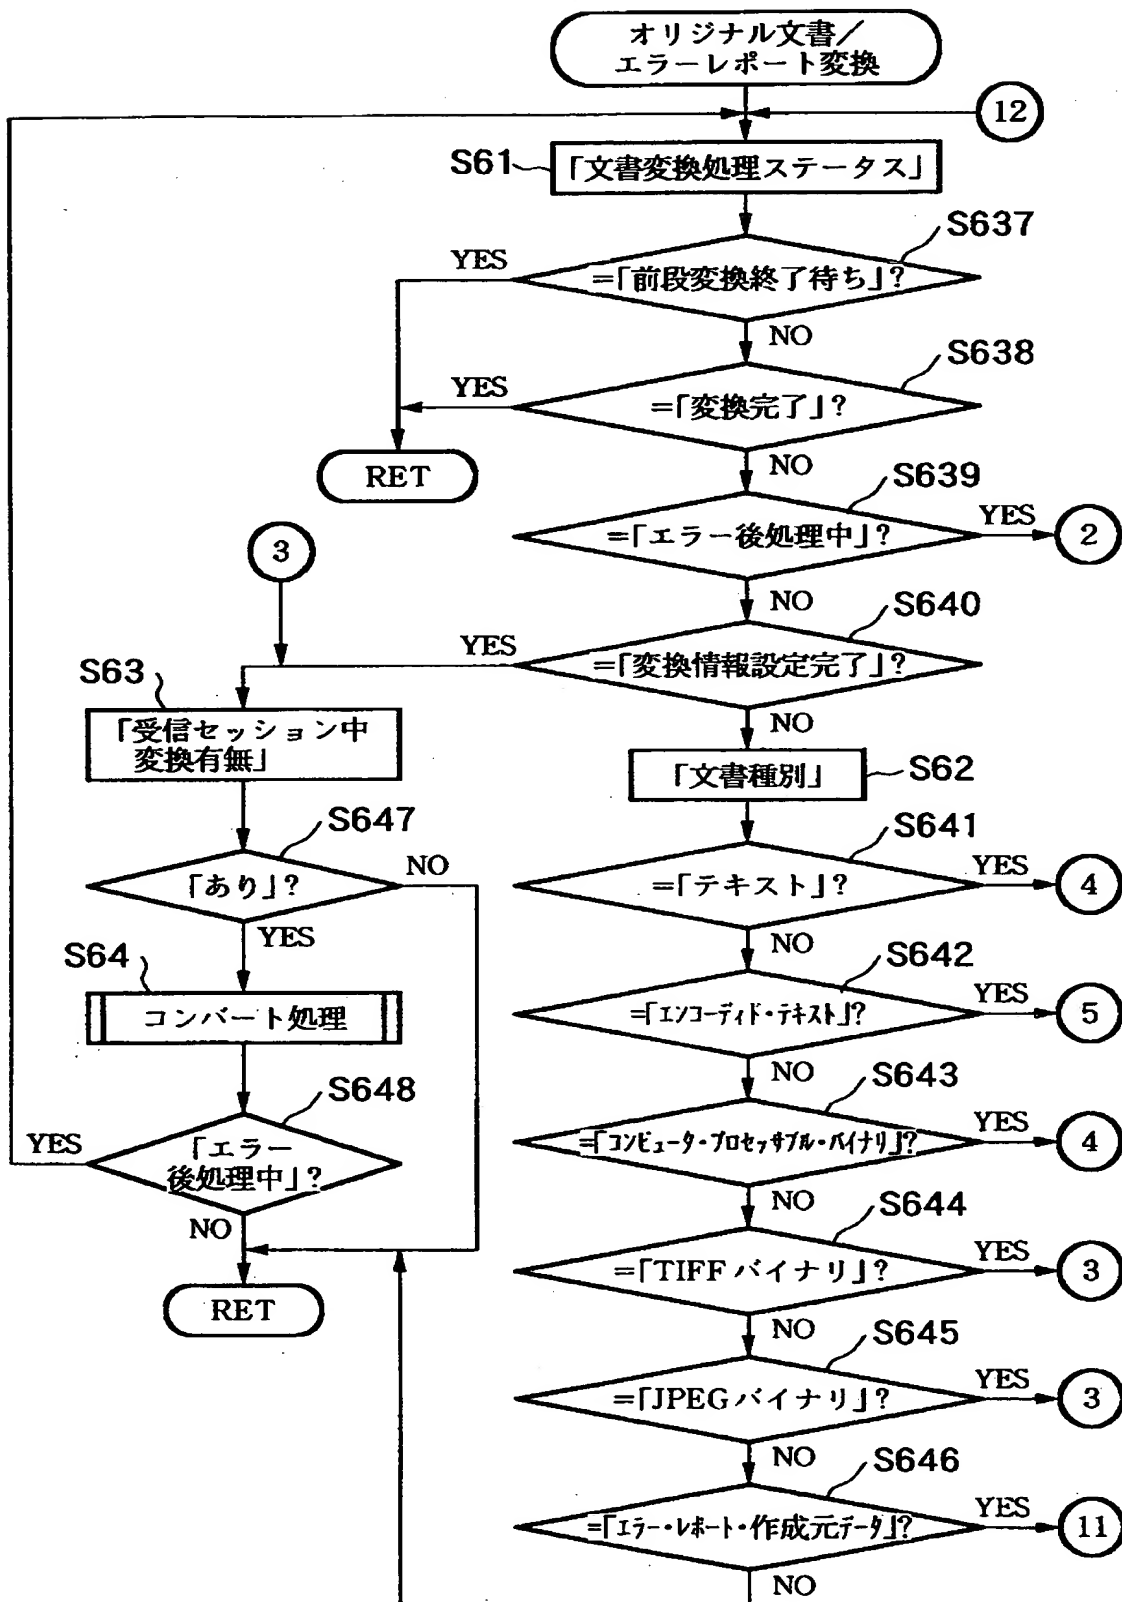 オリジナル文書／
エラーレポート変換
12
S61
「文書変換処理ステータス」
S637
YES
=「前段変換終了待ち」?
NO
S638
YES
=「変換完了」?
RET
NO
S639
=「エラー後処理中」?
YES
2
3
NO
S640
YES
=「変換情報設定完了」?
S63
「受信セッション中
変換有無」
NO
「文書種別」
S62
S647
「あり」?
NO
YES
S641
=「テキスト」?
YES
4
NO
S64
コンバート処理
S642
=「エンコーディド・テキスト」?
YES
5
NO
S648
YES
「エラー
後処理中」?
NO
RET
S643
=「コンピュータ・プロセッサブル・バイナリ」?
YES
4
NO
S644
=「TIFFバイナリ」?
YES
3
NO
S645
=「JPEGバイナリ」?
YES
3
NO
S646
=「エラー・レポート・作成元データ」?
YES
11
NO